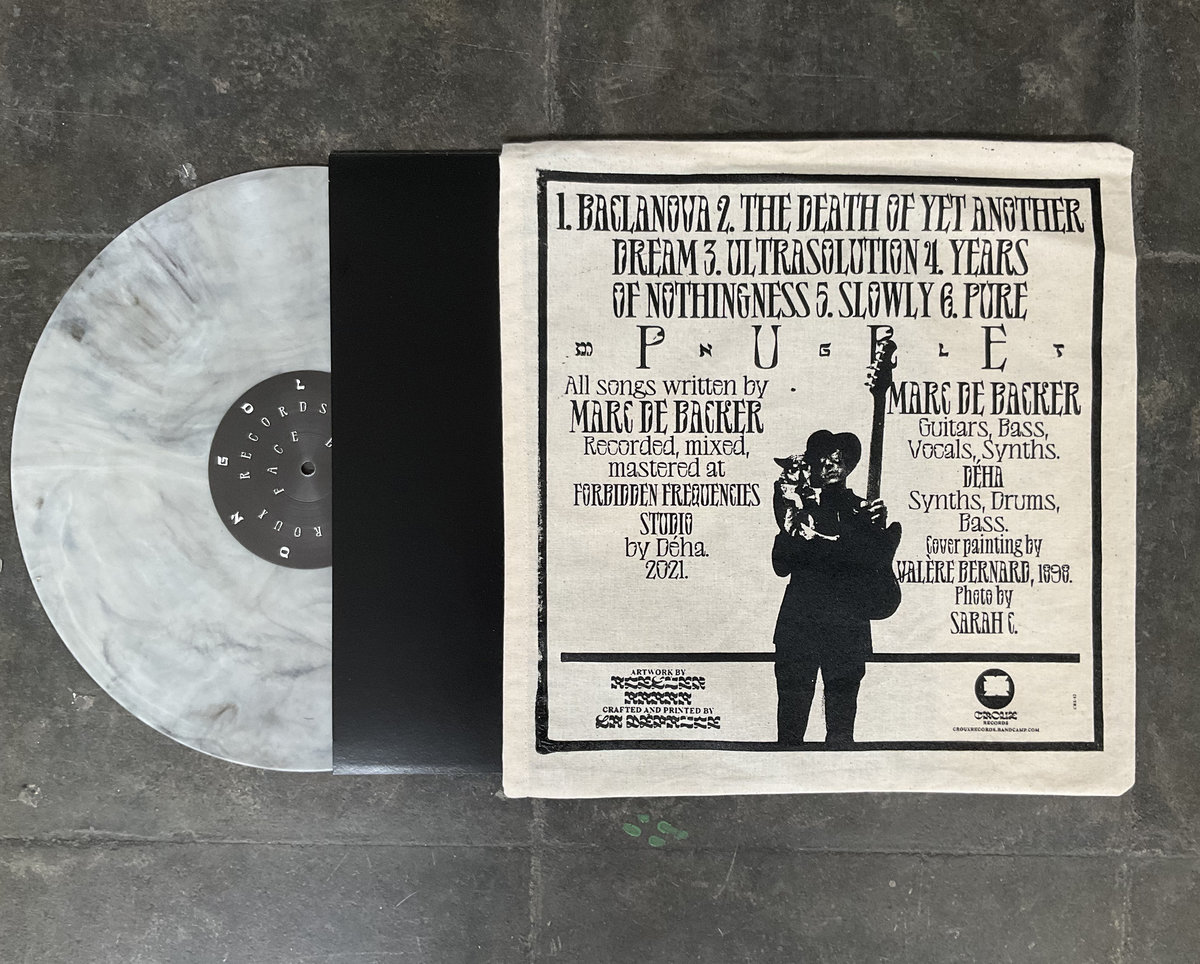 1. BACLANOVA 2. THE DEATH OF YET ANOTHER
DREAM 3. ULTRASOLUTION 4. YEARS
OF NOTHINGNESS 5. SLOWLY 6. PURE
P U R E
All songs written by
MARC DE BACKER
Recorded, mixed,
mastered at
FORBIDDEN FREQUENCIES
STUDIO
by Déha.
2021.
MARC DE BACKER
Guitars, Bass,
Vocals, Synths.
DÉHA
Synths, Drums,
Bass.
Cover painting by
VALÈRE BERNARD, 1898.
Photo by
SARAH C.
ARTWORK BY
CRAFTED AND PRINTED BY
CROUX
RECORDS
CROUXRECORDS.BANDCAMP.COM
RECORDS
FACE